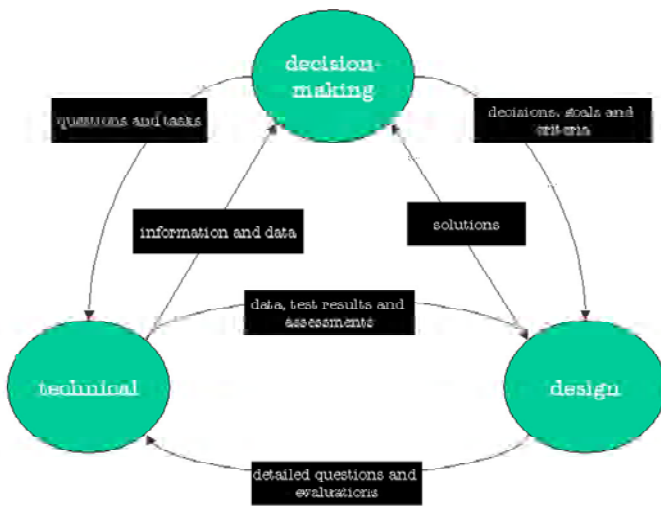 decision-
making
questions and tasks
decisions, goals and
criteria
information and data
solutions
data, test results and
assessments
technical
design
detailed questions and
evaluations